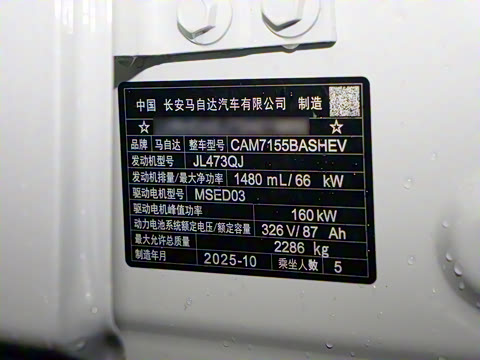 中国 长安马自达汽车有限公司 制造
☆ ☆
品牌 马自达 整车型号 CAM7155BASHEV
发动机型号 JL473QJ
发动机排量/最大净功率 1480 mL/ 66 kW
驱动电机型号 MSED03
驱动电机峰值功率 160 kW
动力电池系统额定电压/额定容量 326 V/ 87 Ah
最大允许总质量 2286 kg
制造年月 2025-10 乘坐人数 5